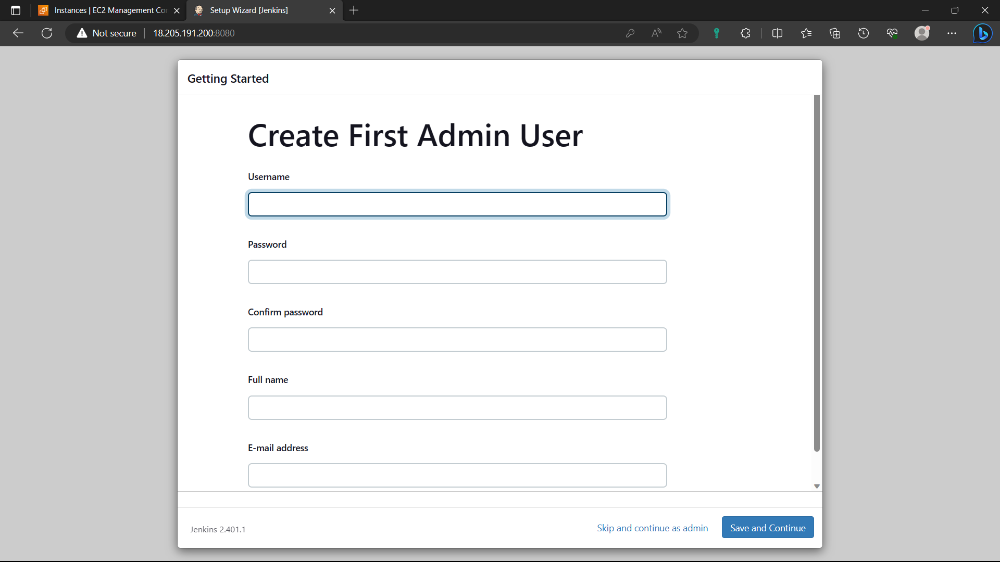 Instances | EC2 Management Co
Setup Wizard [Jenkins]
Not secure
18.205.191.200:8080
Getting Started
Create First Admin User
Username
Password
Confirm password
Full name
E-mail address
Jenkins 2.401.1
Skip and continue as admin
Save and Continue